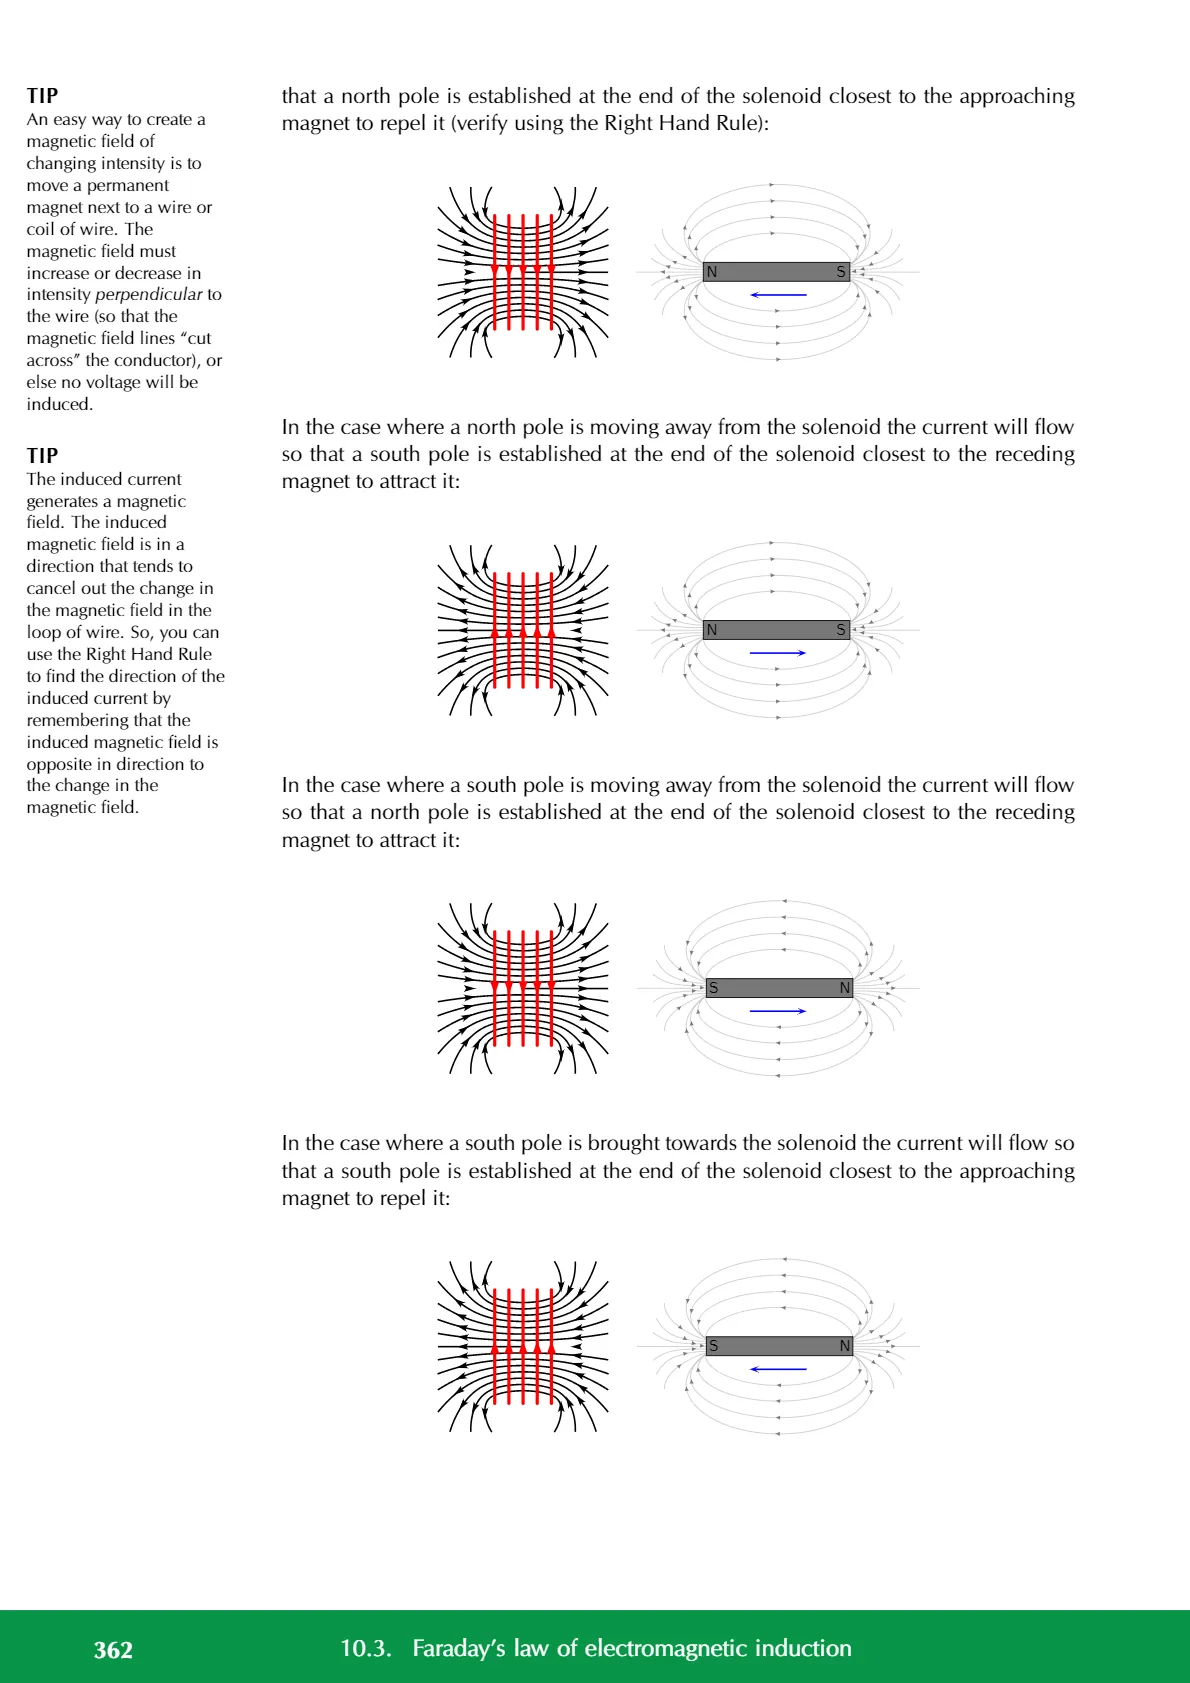 TIP
An easy way to create a
magnetic field of
changing intensity is to
move a permanent
magnet next to a wire or
coil of wire. The
magnetic field must
increase or decrease in
intensity perpendicular to
the wire (so that the
magnetic field lines “cut
across” the conductor), or
else no voltage will be
induced.
TIP
The induced current
generates a magnetic
field. The induced
magnetic field is in a
direction that tends to
cancel out the change in
the magnetic field in the
loop of wire. So, you can
use the Right Hand Rule
to find the direction of the
induced current by
remembering that the
induced magnetic field is
opposite in direction to
the change in the
magnetic field.
that a north pole is established at the end of the solenoid closest to the approaching
magnet to repel it (verify using the Right Hand Rule):
N S
In the case where a north pole is moving away from the solenoid the current will flow
so that a south pole is established at the end of the solenoid closest to the receding
magnet to attract it:
N S
In the case where a south pole is moving away from the solenoid the current will flow
so that a north pole is established at the end of the solenoid closest to the receding
magnet to attract it:
S N
In the case where a south pole is brought towards the solenoid the current will flow so
that a south pole is established at the end of the solenoid closest to the approaching
magnet to repel it:
S N
362 10.3. Faraday’s law of electromagnetic induction